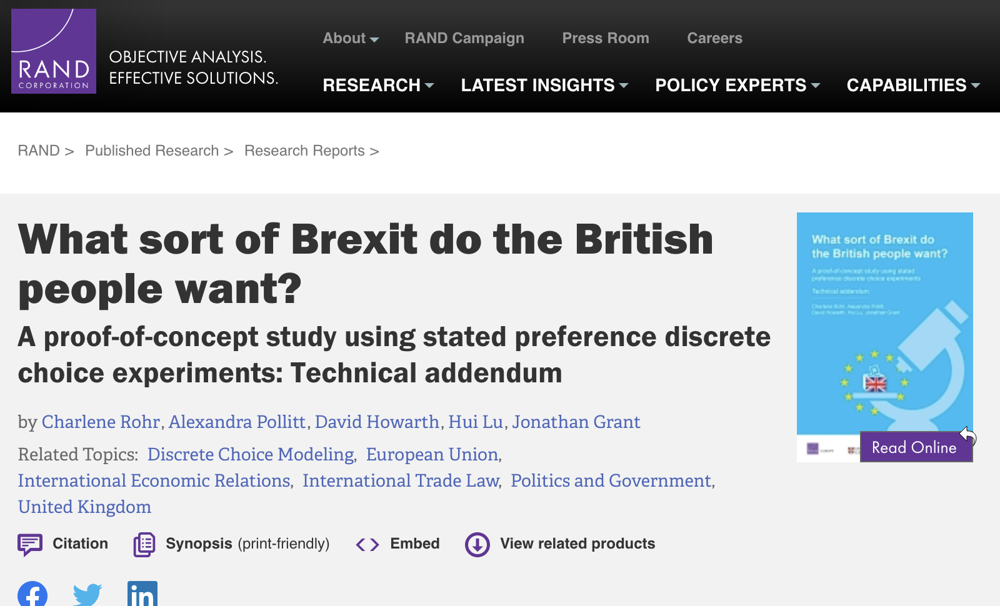 RAND
CORPORATION
OBJECTIVE ANALYSIS.
EFFECTIVE SOLUTIONS.
About RAND Campaign Press Room Careers
RESEARCH LATEST INSIGHTS POLICY EXPERTS CAPABILITIES
RAND > Published Research > Research Reports >
What sort of Brexit do the British
people want?
A proof-of-concept study using stated preference discrete
choice experiments: Technical addendum
by Charlene Rohr, Alexandra Pollitt, David Howarth, Hui Lu, Jonathan Grant
Related Topics: Discrete Choice Modeling, European Union,
International Economic Relations, International Trade Law, Politics and Government,
United Kingdom
Citation Synopsis (print-friendly) Embed View related products
What sort of Brexit do
the British people want?
A proof-of-concept study using stated
preference discrete choice experiments
Technical addendum
Charlene Rohr, Alexandra Pollitt,
David Howarth, Hui Lu, Jonathan Grant
Read Online